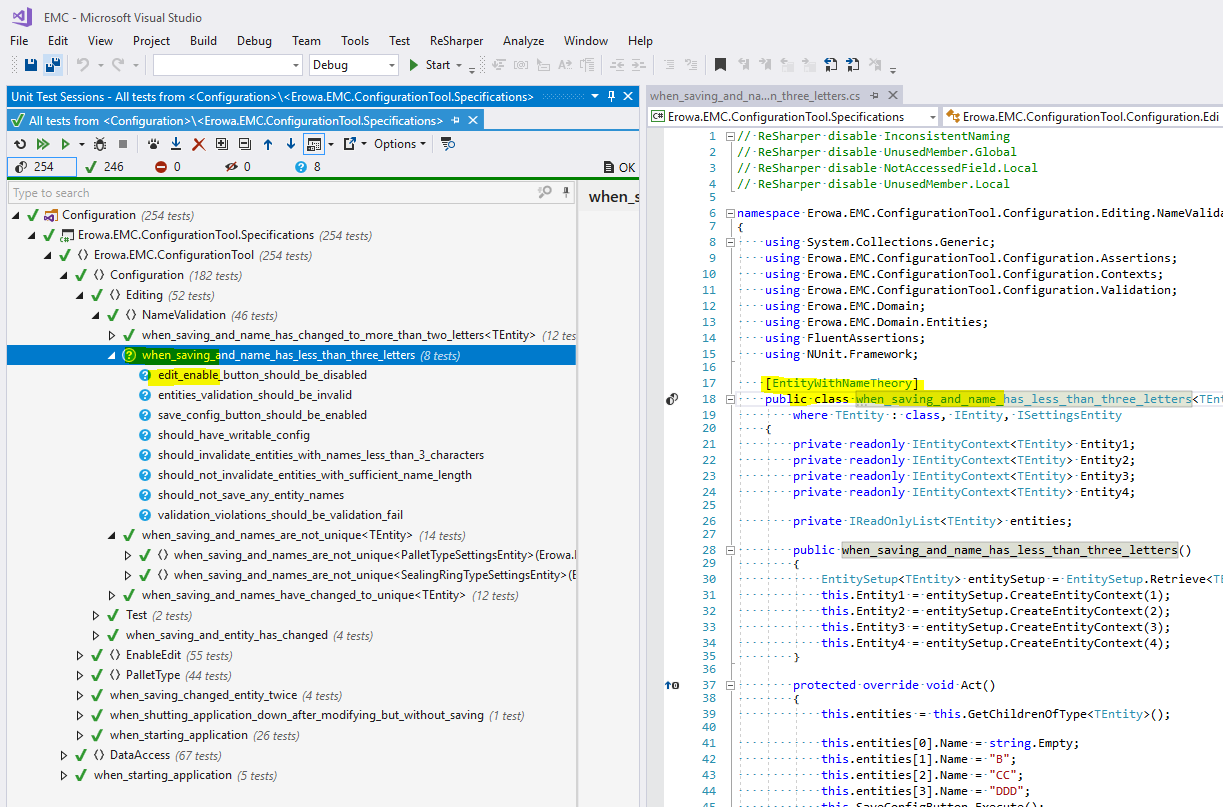 EMC - Microsoft Visual Studio
File Edit View Project Build Debug Team Tools Test ReSharper Analyze Window Help
Debug Start
Unit Test Sessions - All tests from <Configuration>\<Erowa.EMC.ConfigurationTool.Specifications>
All tests from <Configuration>\<Erowa.EMC.ConfigurationTool.Specifications>
Options
254 246 0 0 8 OK
Type to search
when_s
Configuration (254 tests)
Erowa.EMC.ConfigurationTool.Specifications (254 tests)
Erowa.EMC.ConfigurationTool (254 tests)
Configuration (182 tests)
Editing (52 tests)
NameValidation (46 tests)
when_saving_and_name_has_changed_to_more_than_two_letters<TEntity> (12 tes
when_saving_and_name_has_less_than_three_letters (8 tests)
edit_enable_button_should_be_disabled
entities_validation_should_be_invalid
save_config_button_should_be_enabled
should_have_writable_config
should_invalidate_entities_with_names_less_than_3_characters
should_not_invalidate_entities_with_sufficient_name_length
should_not_save_any_entity_names
validation_violations_should_be_validation_fail
when_saving_and_names_are_not_unique<TEntity> (14 tests)
when_saving_and_names_are_not_unique<PalletTypeSettingsEntity>(Erowa.
when_saving_and_names_are_not_unique<SealingRingTypeSettingsEntity>(E
when_saving_and_names_have_changed_to_unique<TEntity> (12 tests)
Test (2 tests)
when_saving_and_entity_has_changed (4 tests)
EnableEdit (55 tests)
PalletType (44 tests)
when_saving_changed_entity_twice (4 tests)
when_shutting_application_down_after_modifying_but_without_saving (1 test)
when_starting_application (26 tests)
DataAccess (67 tests)
when_starting_application (5 tests)
when_saving_and_na...n_three_letters.cs
C# Erowa.EMC.ConfigurationTool.Specifications Erowa.EMC.ConfigurationTool.Configuration.Edi
1 // ReSharper disable InconsistentNaming
2 // ReSharper disable UnusedMember.Global
3 // ReSharper disable NotAccessedField.Local
4 // ReSharper disable UnusedMember.Local
5
6 namespace Erowa.EMC.ConfigurationTool.Configuration.Editing.NameValida
7 {
8 using System.Collections.Generic;
9 using Erowa.EMC.ConfigurationTool.Configuration.Assertions;
10 using Erowa.EMC.ConfigurationTool.Configuration.Contexts;
11 using Erowa.EMC.ConfigurationTool.Configuration.Validation;
12 using Erowa.EMC.Domain;
13 using Erowa.EMC.Domain.Entities;
14 using FluentAssertions;
15 using NUnit.Framework;
16
17 [EntityWithNameTheory]
18 public class when_saving_and_name_has_less_than_three_letters<TEnt
19 where TEntity : class, IEntity, ISettingsEntity
20 {
21 private readonly IEntityContext<TEntity> Entity1;
22 private readonly IEntityContext<TEntity> Entity2;
23 private readonly IEntityContext<TEntity> Entity3;
24 private readonly IEntityContext<TEntity> Entity4;
25
26 private IReadOnlyList<TEntity> entities;
27
28 public when_saving_and_name_has_less_than_three_letters()
29 {
30 EntitySetup<TEntity> entitySetup = EntitySetup.Retrieve<TE
31 this.Entity1 = entitySetup.CreateEntityContext(1);
32 this.Entity2 = entitySetup.CreateEntityContext(2);
33 this.Entity3 = entitySetup.CreateEntityContext(3);
34 this.Entity4 = entitySetup.CreateEntityContext(4);
35 }
36
37 protected override void Act()
38 {
39 this.entities = this.GetChildrenOfType<TEntity>();
40
41 this.entities[0].Name = string.Empty;
42 this.entities[1].Name = "B";
43 this.entities[2].Name = "CC";
44 this.entities[3].Name = "DDD";
45 this.SaveConfigButton.Execute();